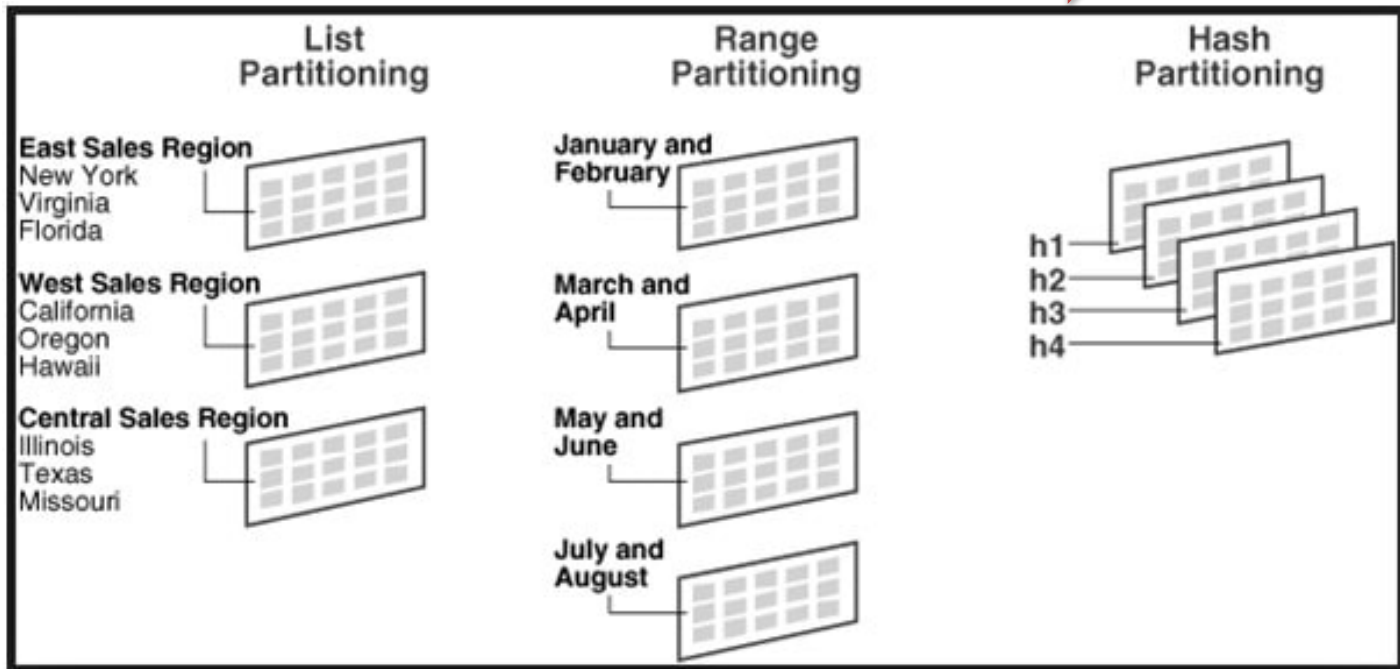 List
Partitioning
East Sales Region
New York
Virginia
Florida
West Sales Region
California
Oregon
Hawaii
Central Sales Region
Illinois
Texas
Missouri
Range
Partitioning
January and
February
March and
April
May and
June
July and
August
Hash
Partitioning
h1
h2
h3
h4